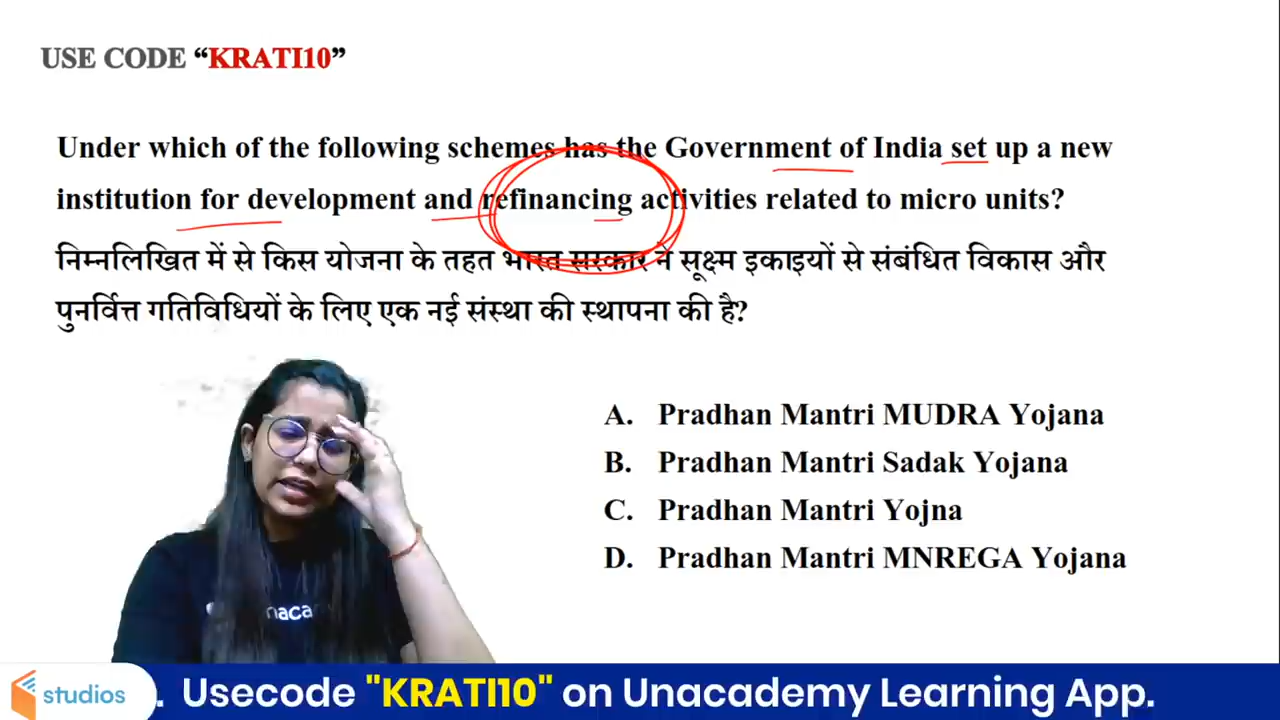 USE CODE “KRATI10”
Under which of the following schemes has the Government of India set up a new
institution for development and refinancing activities related to micro units?
निम्नलिखित में से किस योजना के तहत भारत सरकार ने सूक्ष्म इकाइयों से संबंधित विकास और
पुनर्वित्त गतिविधियों के लिए एक नई संस्था की स्थापना की है?
A. Pradhan Mantri MUDRA Yojana
B. Pradhan Mantri Sadak Yojana
C. Pradhan Mantri Yojna
D. Pradhan Mantri MNREGA Yojana
studios
. Usecode "KRATI10" on Unacademy Learning App.